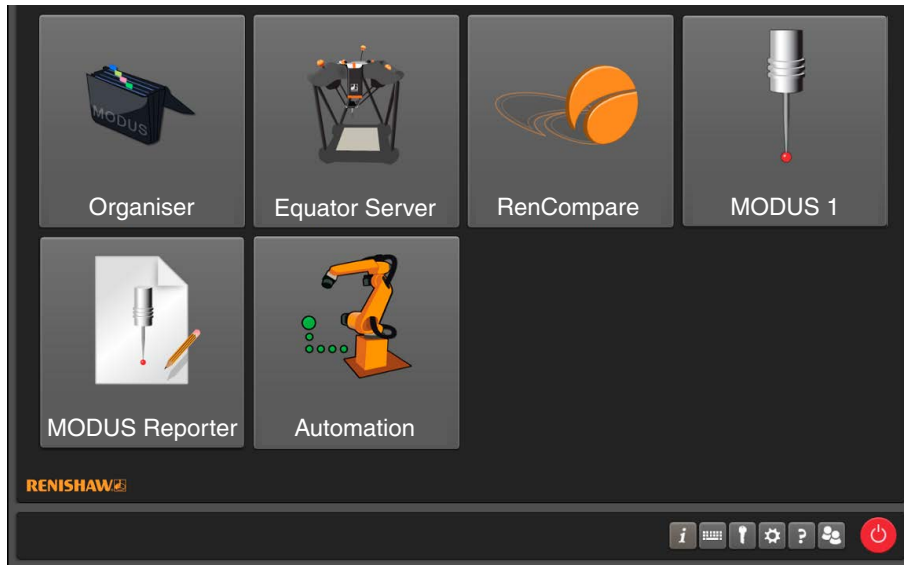 MODUS
Organiser
Equator Server
RenCompare
MODUS 1
MODUS Reporter
Automation
RENISHAW
i
?